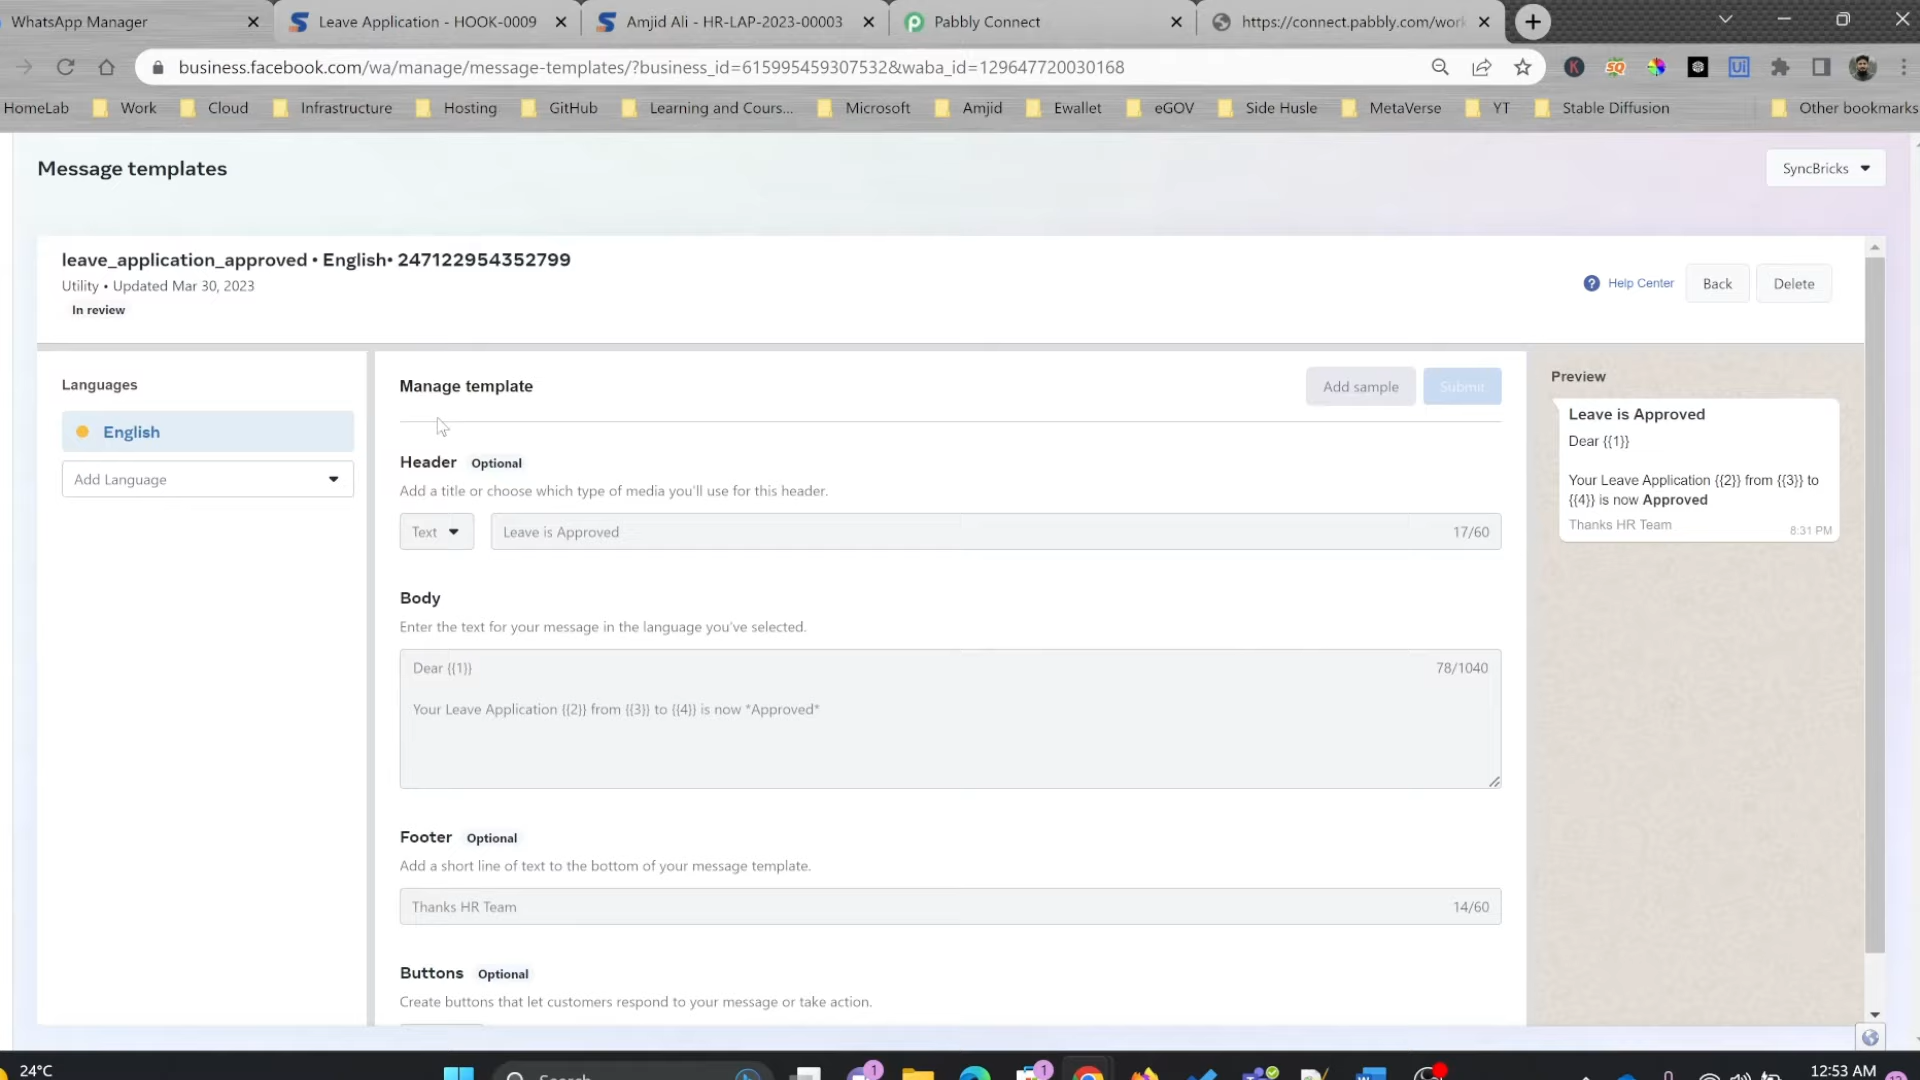 WhatsApp Manager
Leave Application - HOOK-0009
Amjid Ali - HR-LAP-2023-00003
Pabbly Connect
https://connect.pabbly.com/work
business.facebook.com/wa/manage/message-templates/?business_id=615995459307532&waba_id=129647720030168
HomeLab
Work
Cloud
Infrastructure
Hosting
GitHub
Learning and Cours...
Microsoft
Amjid
Ewallet
eGOV
Side Husle
MetaVerse
YT
Stable Diffusion
Other bookmarks
Message templates
SyncBricks
leave_application_approved • English• 247122954352799
Utility • Updated Mar 30, 2023
In review
Help Center
Back
Delete
Languages
English
Add Language
Manage template
Add sample
Submit
Header Optional
Add a title or choose which type of media you'll use for this header.
Text
Leave is Approved
17/60
Body
Enter the text for your message in the language you've selected.
Dear {{1}}
78/1040
Your Leave Application {{2}} from {{3}} to {{4}} is now *Approved*
Footer Optional
Add a short line of text to the bottom of your message template.
Thanks HR Team
14/60
Buttons Optional
Create buttons that let customers respond to your message or take action.
Preview
Leave is Approved
Dear {{1}}
Your Leave Application {{2}} from {{3}} to
{{4}} is now Approved
Thanks HR Team
8:31 PM
24°C
Search
1
1
12:53 AM